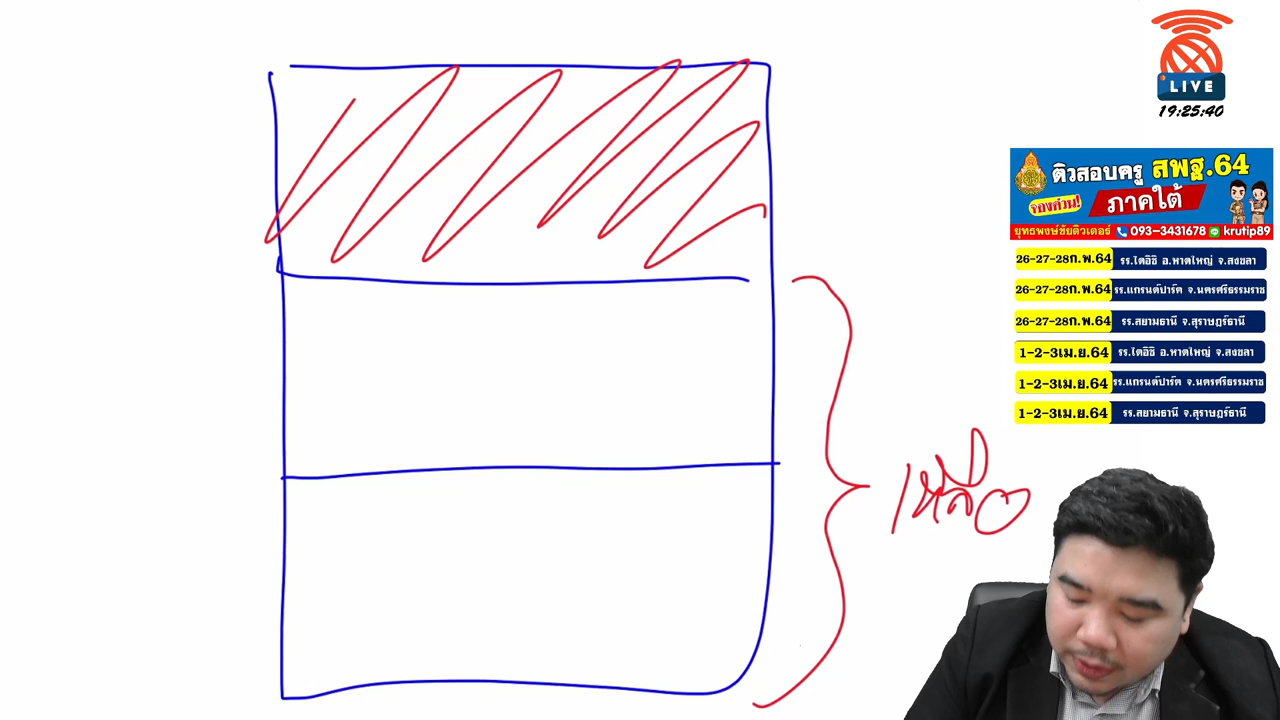 LIVE
19:25:40
ติวสอบครู สพฐ.64
จองด่วน! ภาคใต้
ยุทธพงษ์ชัยติวเตอร์ 093-3431678 krutip89
26-27-28ก.พ.64 รร.ไดอิชิ อ.หาดใหญ่ จ.สงขลา
26-27-28ก.พ.64 รร.แกรนด์ปาร์ค จ.นครศรีธรรมราช
26-27-28ก.พ.64 รร.สยามธานี จ.สุราษฎร์ธานี
1-2-3เม.ย.64 รร.ไดอิชิ อ.หาดใหญ่ จ.สงขลา
1-2-3เม.ย.64 รร.แกรนด์ปาร์ค จ.นครศรีธรรมราช
1-2-3เม.ย.64 รร.สยามธานี จ.สุราษฎร์ธานี
เหลือ